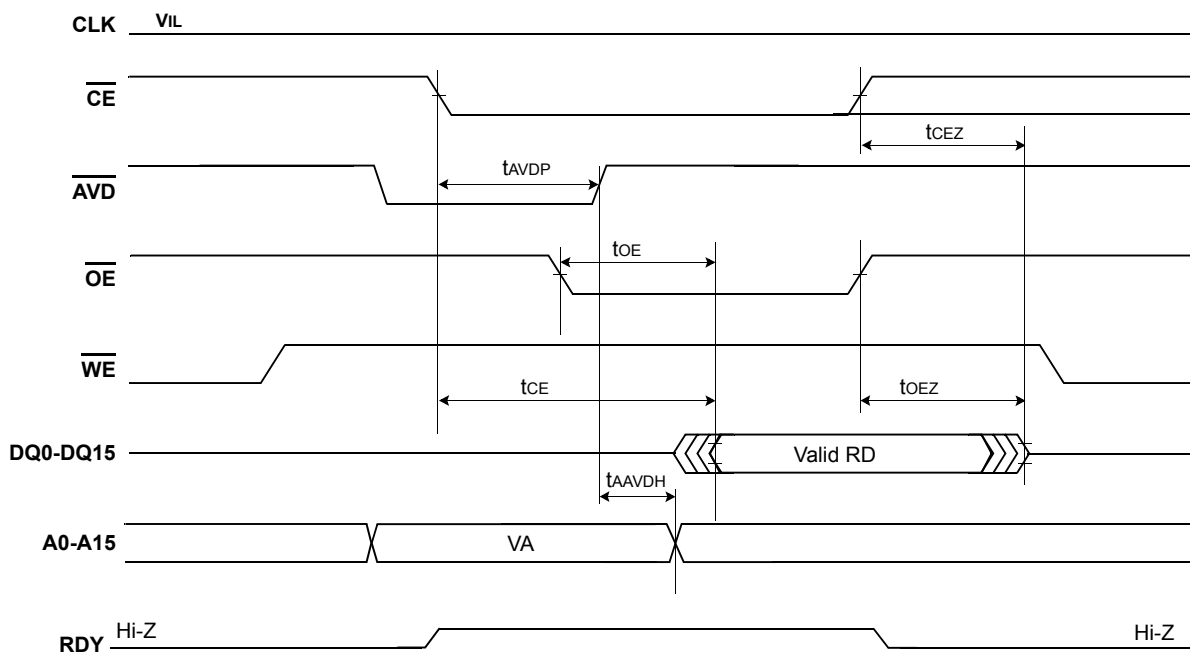 CLK VIL
CE
tCEZ
AVD tAVDP
OE tOE
WE
tCE tOEZ
DQ0-DQ15 Valid RD
tAAVDH
A0-A15 VA
RDY Hi-Z Hi-Z